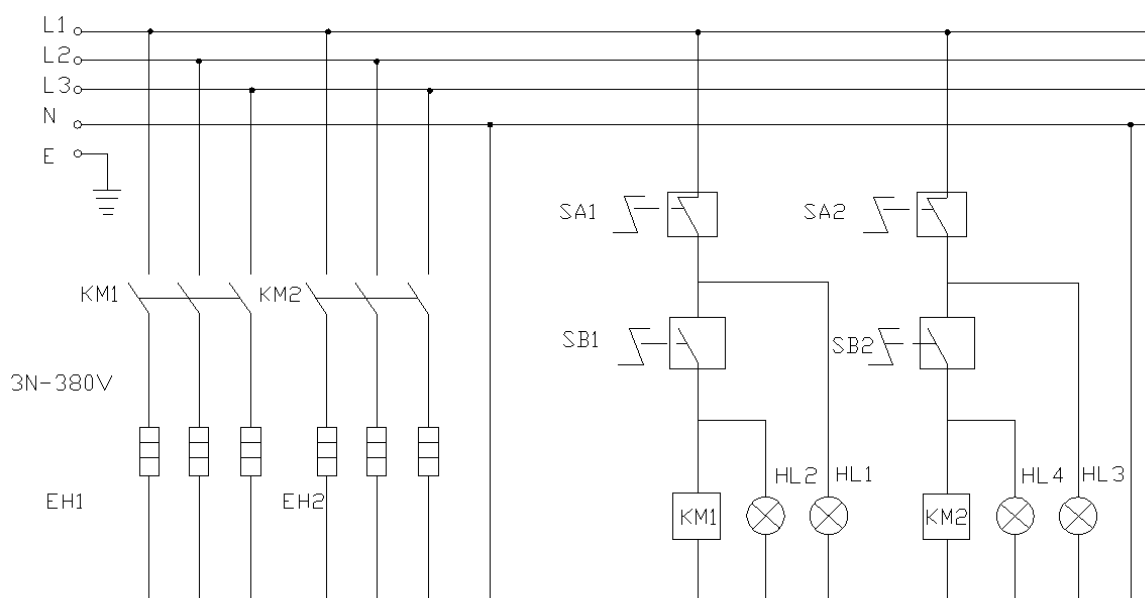 L1
L2
L3
N
E
SA1
SA2
KM1
KM2
SB1
SB2
3N-380V
HL2
HL1
HL4
HL3
EH1
EH2
KM1
KM2